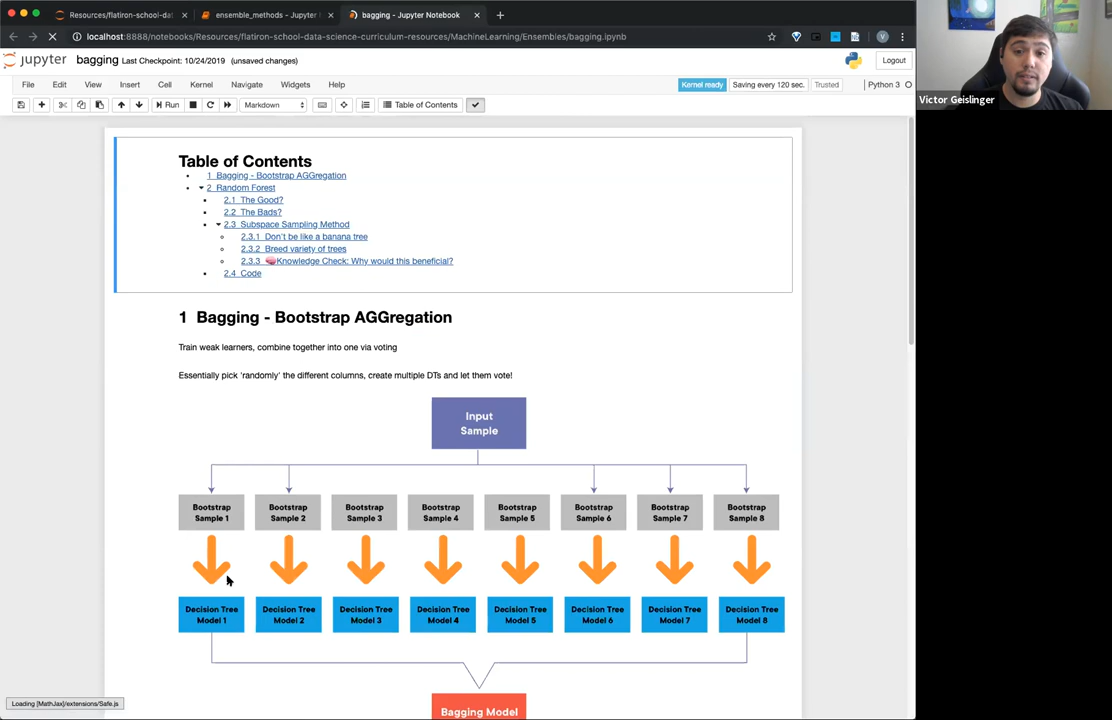 Resources/flatiron-school-dat
ensemble_methods - Jupyter N
bagging - Jupyter Notebook
localhost:8888/notebooks/Resources/flatiron-school-data-science-curriculum-resources/MachineLearning/Ensembles/bagging.ipynb
V
jupyter bagging Last Checkpoint: 10/24/2019 (unsaved changes)
Logout
File Edit View Insert Cell Kernel Navigate Widgets Help
Kernel ready Saving every 120 sec. Trusted Python 3
Run Markdown Table of Contents
Victor Geislinger
Table of Contents
1 Bagging - Bootstrap AGGregation
2 Random Forest
2.1 The Good?
2.2 The Bads?
2.3 Subspace Sampling Method
2.3.1 Don't be like a banana tree
2.3.2 Breed variety of trees
2.3.3 🧠Knowledge Check: Why would this beneficial?
2.4 Code
1 Bagging - Bootstrap AGGregation
Train weak learners, combine together into one via voting
Essentially pick 'randomly' the different columns, create multiple DTs and let them vote!
Input
Sample
Bootstrap Bootstrap Bootstrap Bootstrap Bootstrap Bootstrap Bootstrap Bootstrap
Sample 1 Sample 2 Sample 3 Sample 4 Sample 5 Sample 6 Sample 7 Sample 8
Decision Tree Decision Tree Decision Tree Decision Tree Decision Tree Decision Tree Decision Tree Decision Tree
Model 1 Model 2 Model 3 Model 4 Model 5 Model 6 Model 7 Model 8
Loading [MathJax]/extensions/Safe.js
Bagging Model